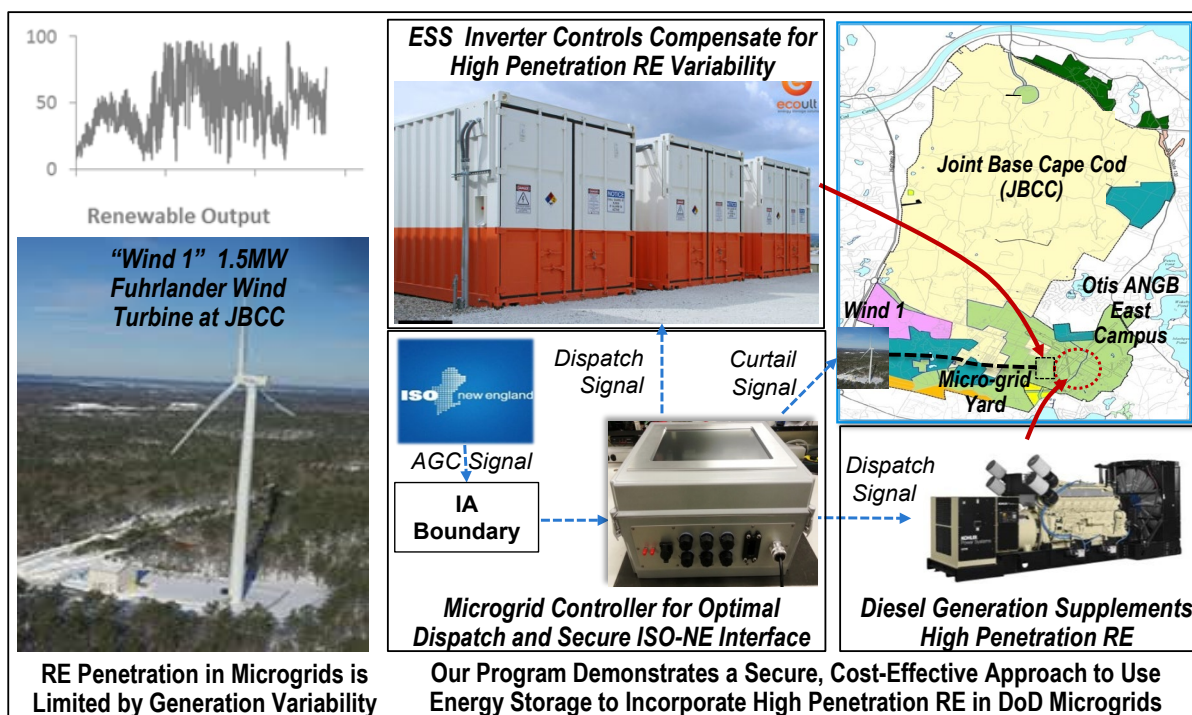 100
50
0
Renewable Output
“Wind 1” 1.5MW
Fuhrlander Wind
Turbine at JBCC
RE Penetration in Microgrids is
Limited by Generation Variability
ESS Inverter Controls Compensate for
High Penetration RE Variability
ecoult
Dispatch
Signal
Curtail
Signal
ISO new england
AGC Signal
IA
Boundary
Microgrid Controller for Optimal
Dispatch and Secure ISO-NE Interface
Joint Base Cape Cod
(JBCC)
Otis ANGB
East
Campus
Wind 1
Micro-grid
Yard
Dispatch
Signal
KOHLER
Diesel Generation Supplements
High Penetration RE
Our Program Demonstrates a Secure, Cost-Effective Approach to Use
Energy Storage to Incorporate High Penetration RE in DoD Microgrids